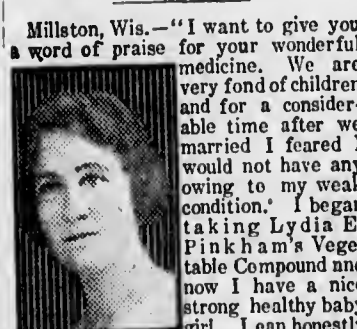 Millston, Wis.—"I want to give you
a word of praise for your wonderful
medicine. We are
very fond of children
and for a consider-
able time after we
married I feared I
would not have any
owing to my weak
condition. I began
taking Lydia E.
Pinkham's Vege-
table Compound and
now I have a nice
strong healthy baby
girl. I can honestly